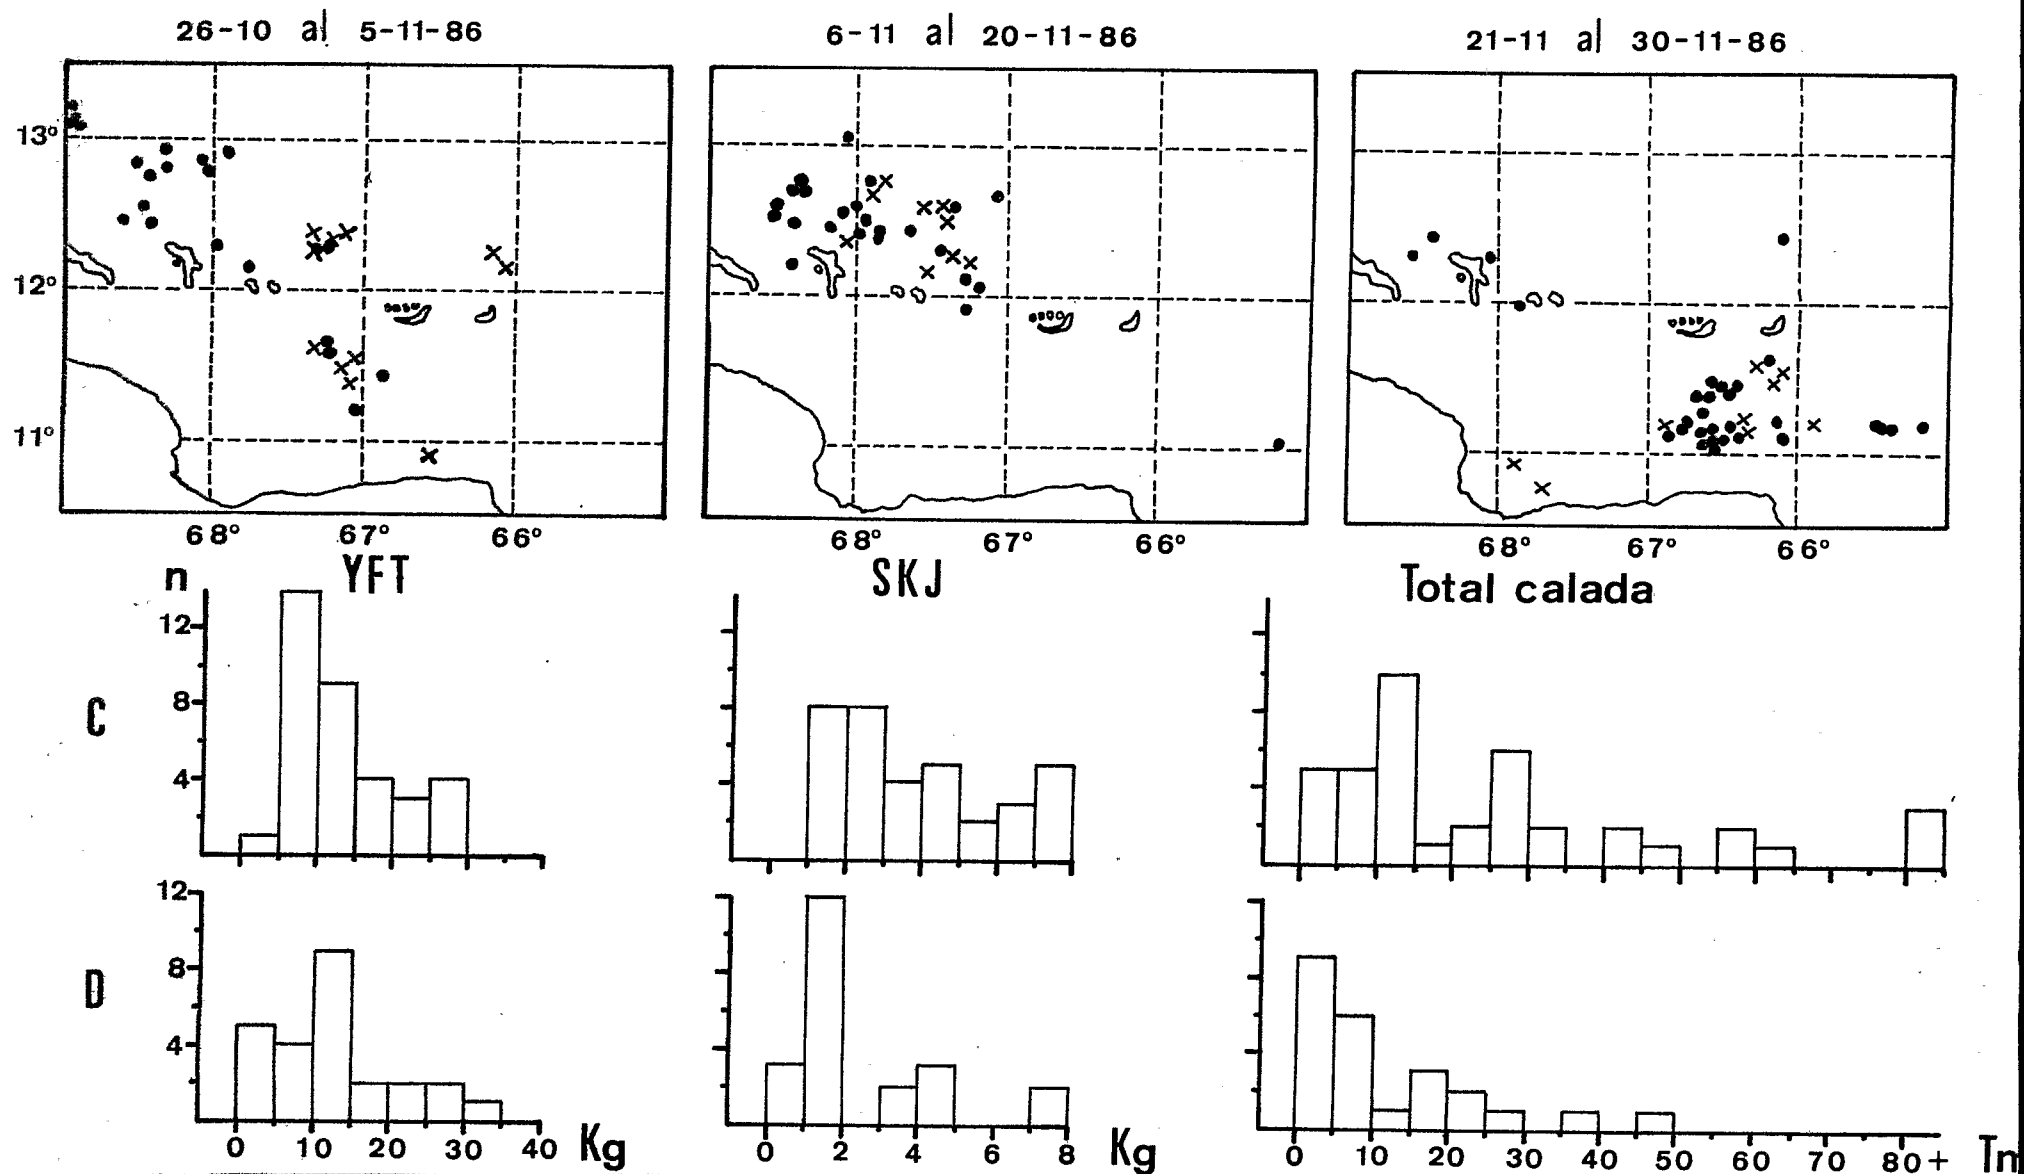 26-10 al 5-11-86
6-11 al 20-11-86
21-11 al 30-11-86
13°
12°
11°
68° 67° 66°
68° 67° 66°
68° 67° 66°
n YFT
SKJ
Total calada
12
8
4
C
12
8
4
D
0 10 20 30 40 Kg
0 2 4 6 8 Kg
0 10 20 30 40 50 60 70 80+ Tn